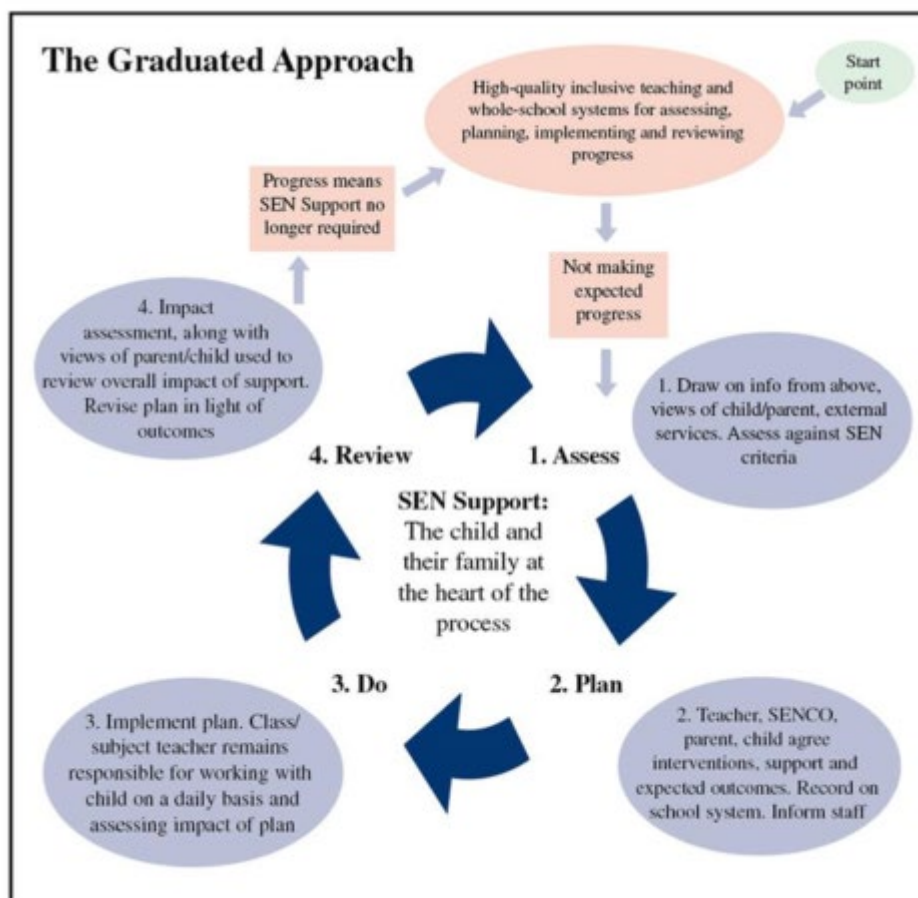 The Graduated Approach
Start
point
High-quality inclusive teaching and
whole-school systems for assessing,
planning, implementing and reviewing
progress
Progress means
SEN Support no
longer required
Not making
expected
progress
4. Impact
assessment, along with
views of parent/child used to
review overall impact of support.
Revise plan in light of
outcomes
1. Draw on info from above,
views of child/parent, external
services. Assess against SEN
criteria
4. Review
1. Assess
SEN Support:
The child and
their family at
the heart of the
process
3. Do
2. Plan
3. Implement plan. Class/
subject teacher remains
responsible for working with
child on a daily basis and
assessing impact of plan
2. Teacher, SENCO,
parent, child agree
interventions, support and
expected outcomes. Record on
school system. Inform staff